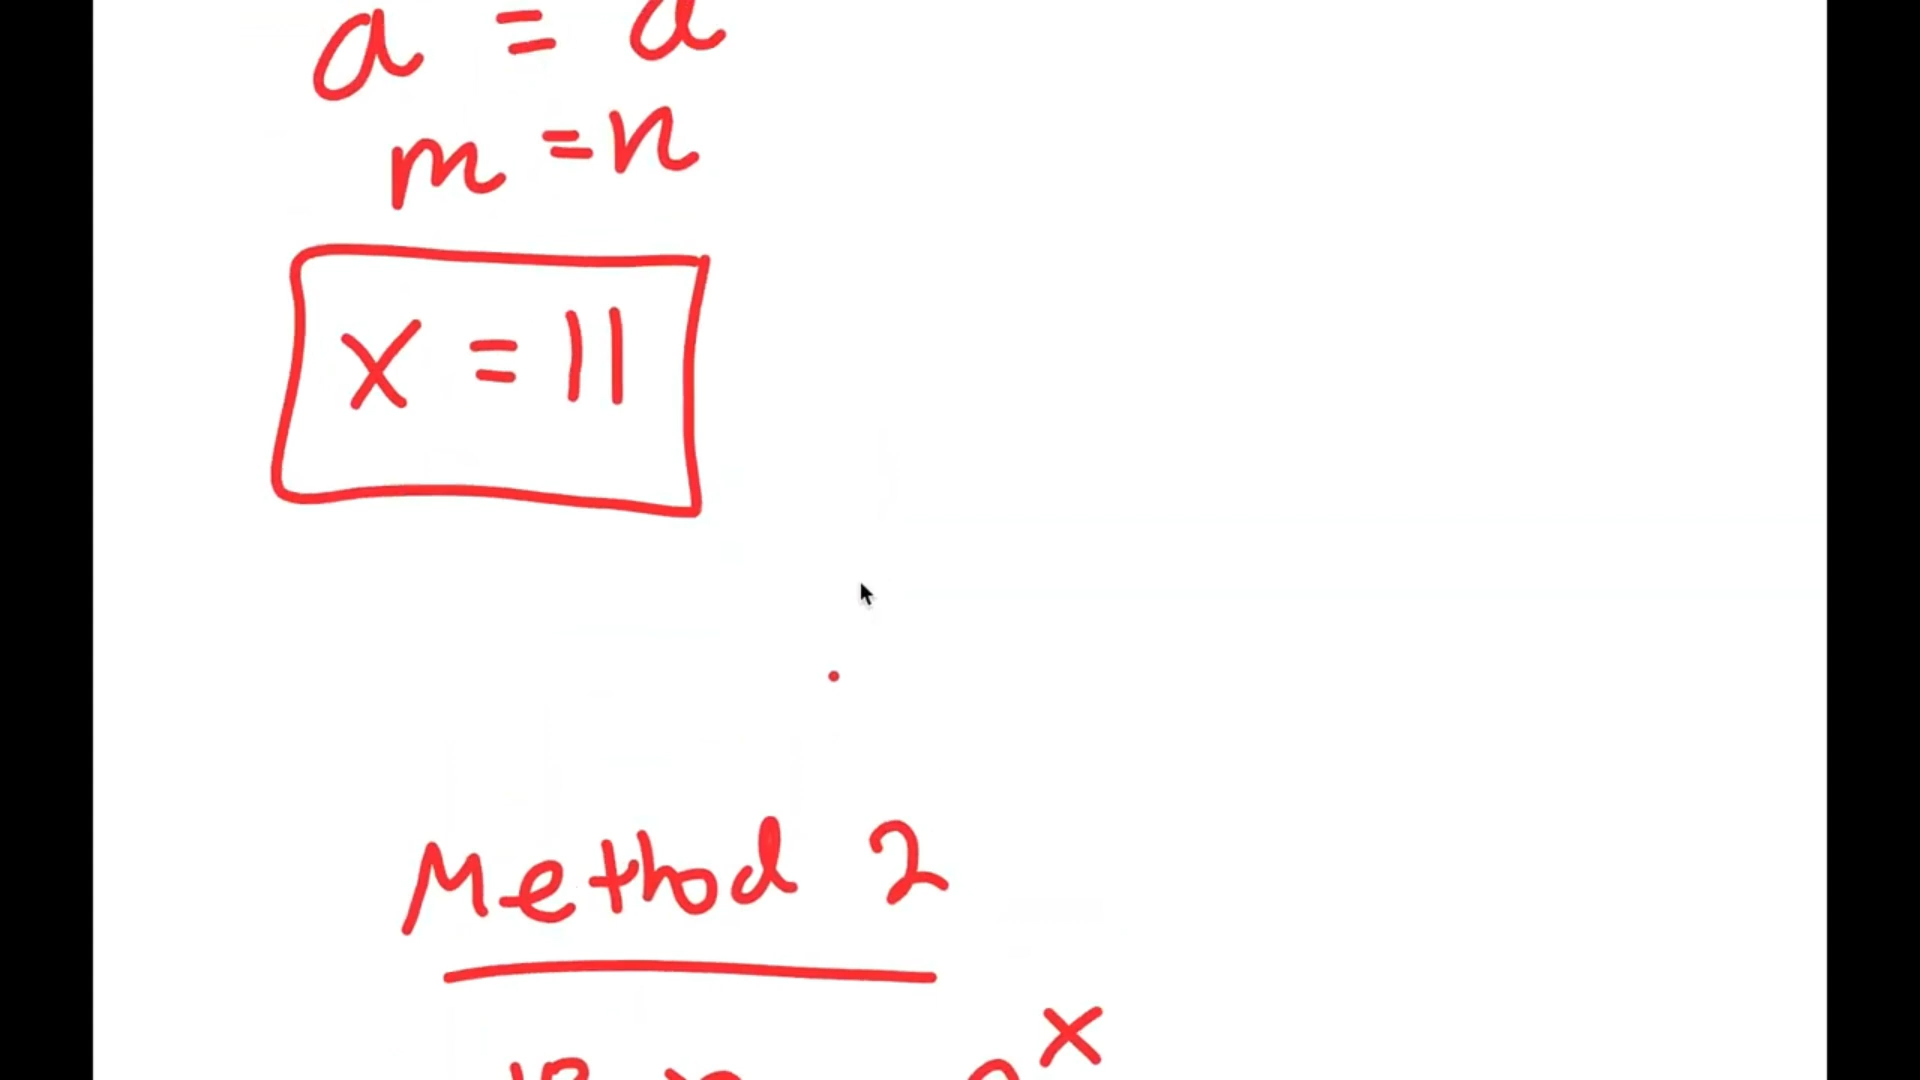 a = a
m = n
x = 11
Method 2
x